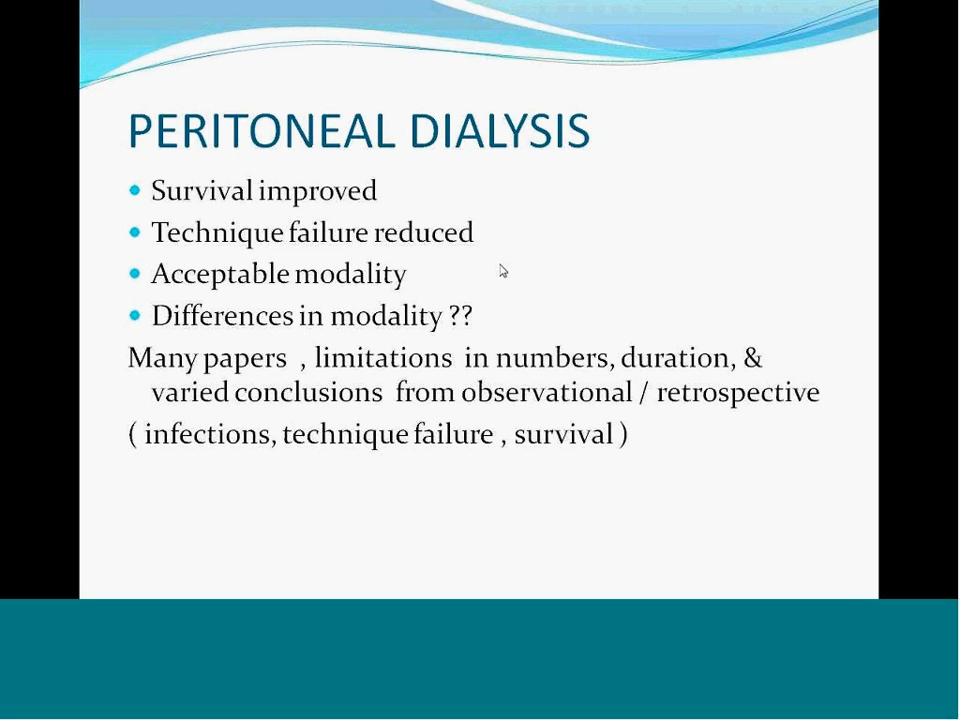 PERITONEAL DIALYSIS
• Survival improved
• Technique failure reduced
• Acceptable modality
• Differences in modality ??
Many papers , limitations in numbers, duration, &
varied conclusions from observational / retrospective
( infections, technique failure , survival )